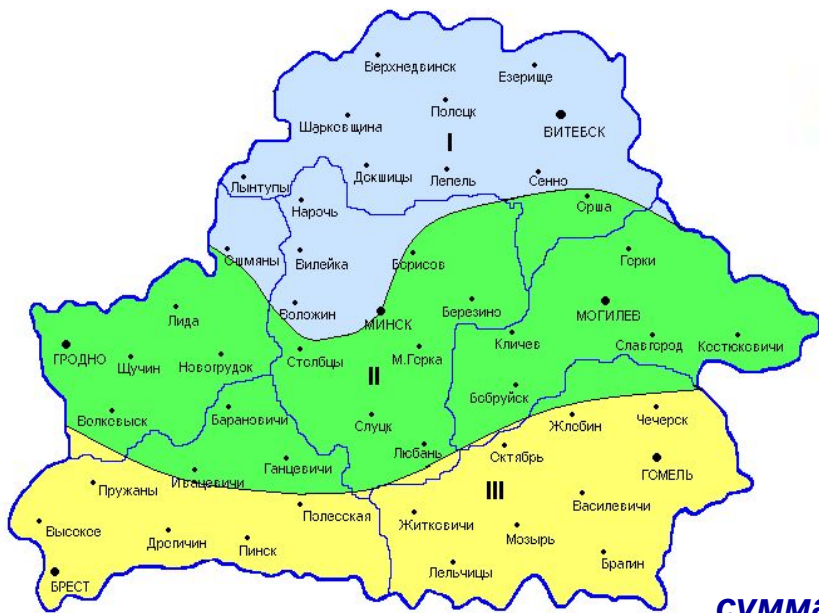 Верхнедвинск
Езерище
Полоцк
Шарковщина
ВИТЕБСК
I
Докшицы
Лепель
Сенно
Лынтупы
Нарочь
Орша
Ошмяны
Вилейка
Борисов
Горки
Воложин
Лида
МИНСК
Березино
МОГИЛЕВ
ГРОДНО
Щучин
Новогрудок
Столбцы
М.Горка
Кличев
Славгород
Костюковичи
II
Волковыск
Барановичи
Слуцк
Бобруйск
Жлобин
Чечерск
Любань
Октябрь
Ганцевичи
Ивацевичи
ГОМЕЛЬ
Пружаны
III
Полесская
Василевичи
Высокое
Житковичи
Мозырь
Дрогичин
Пинск
БРЕСТ
Лельчицы
Брагин
сумма